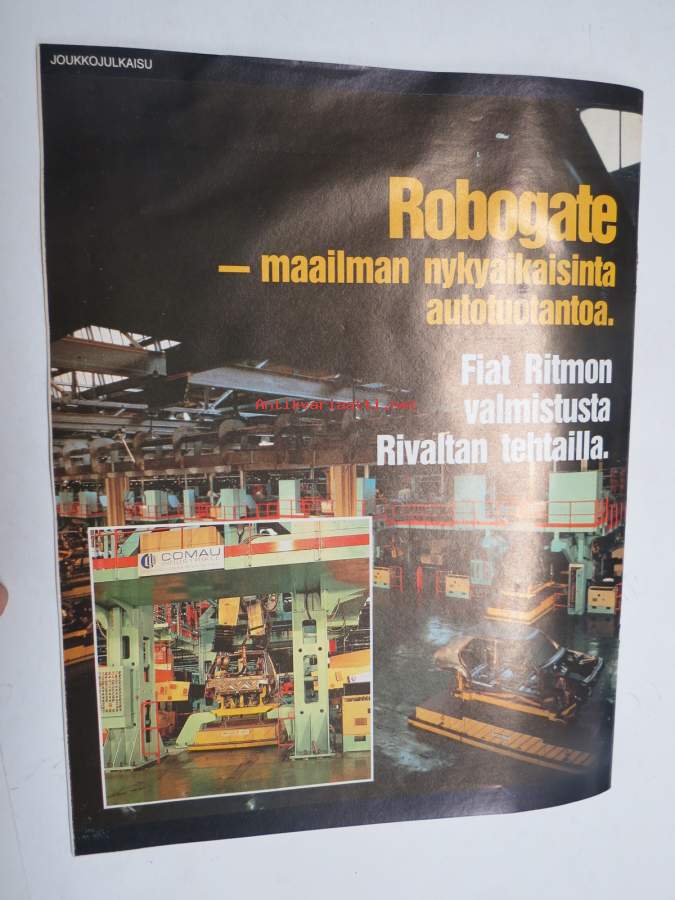 JOUKKOJULKAISU
Robogate
— maailman nykyaikaisinta
autotuotantoa.
Fiat Ritmon
valmistusta
Rivaltan tehtailla.
Antikvariaatti.net
COMAU